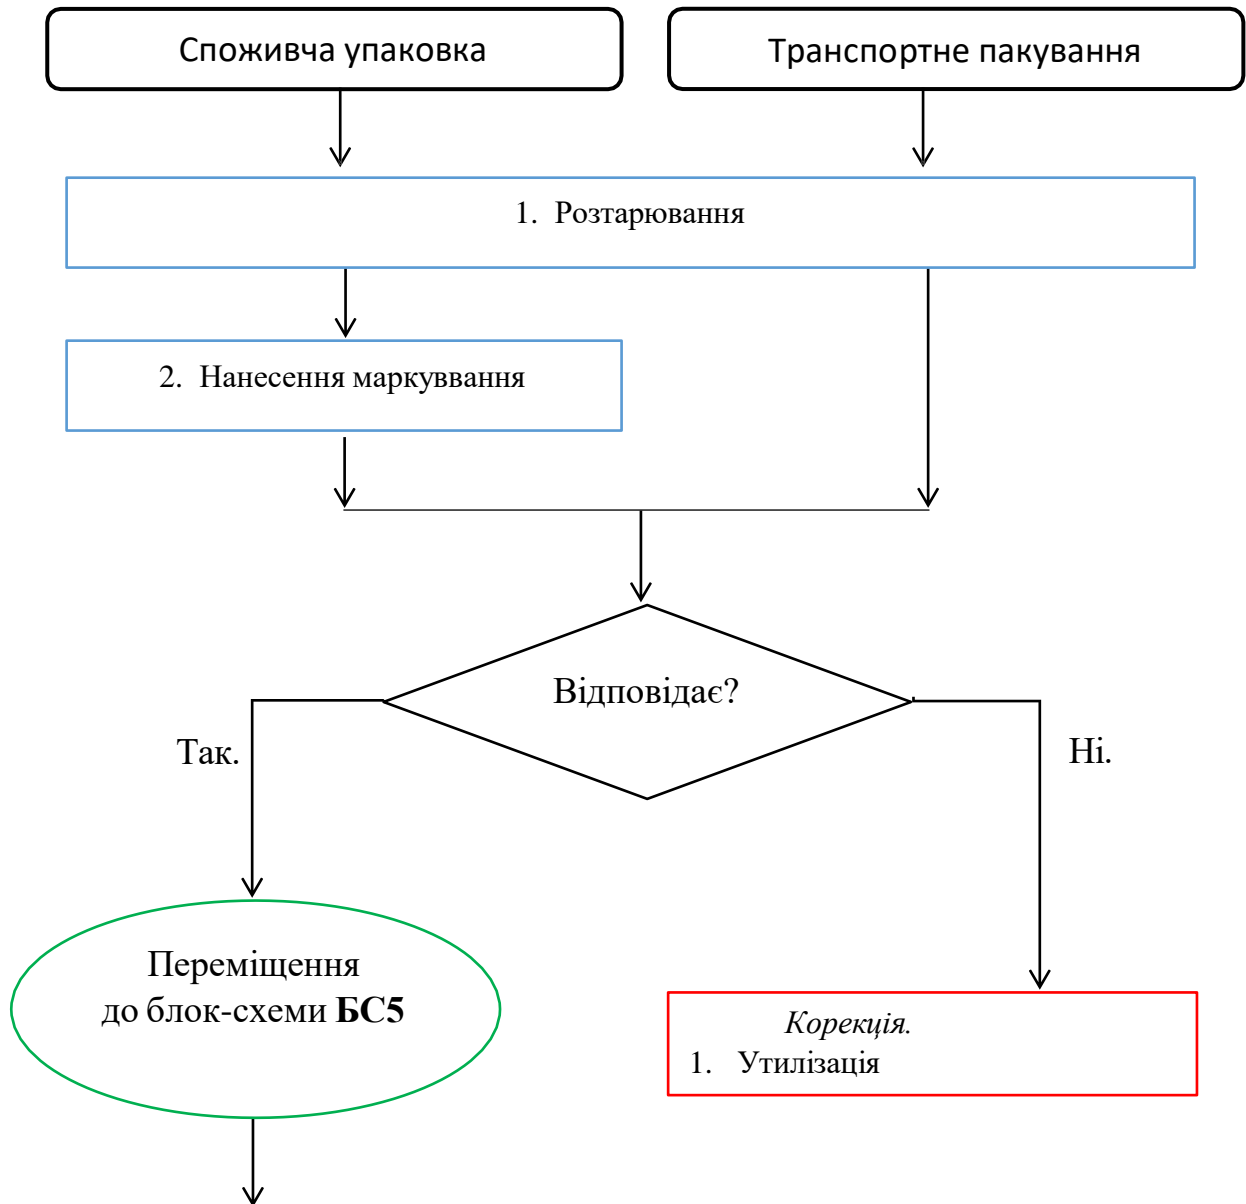 Споживча упаковка
Транспортне пакування
1. Розтарювання
2. Нанесення маркуввання
Відповідає?
Так.
Ні.
Переміщення
до блок-схеми БС5
Корекція.
1. Утилізація